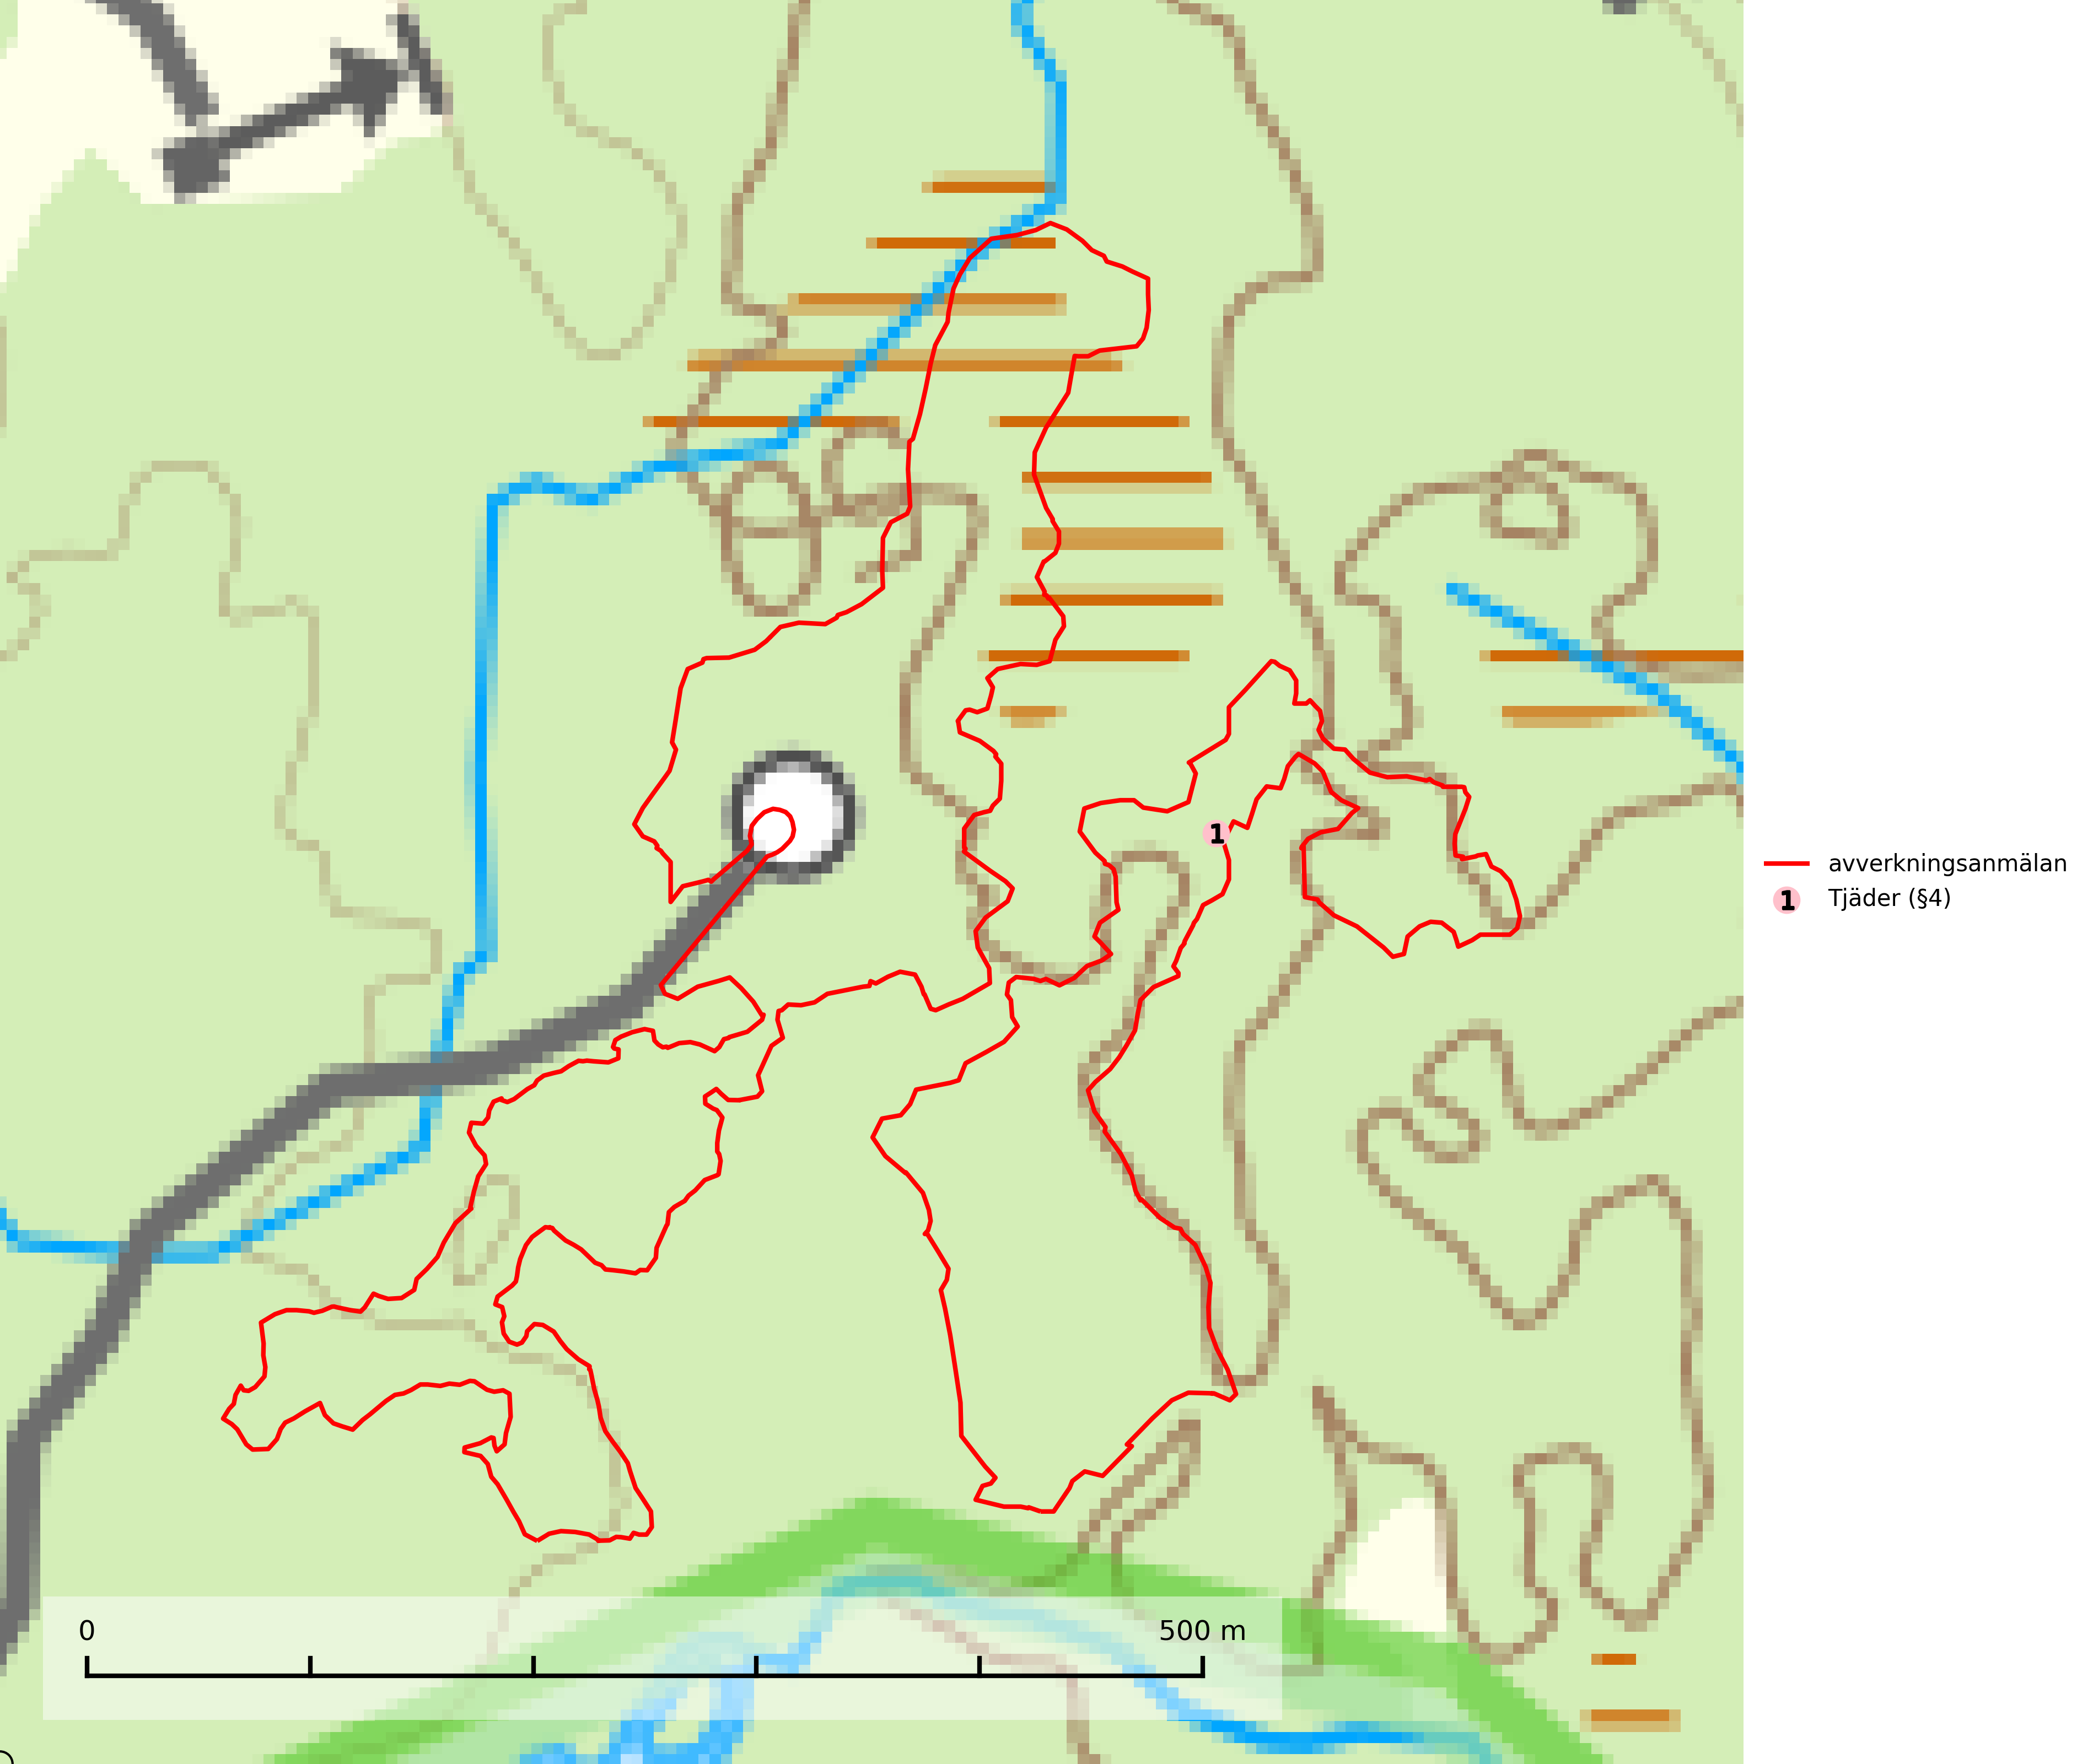 1
avverkningsanmälan
1 Tjäder (§4)
0 500 m